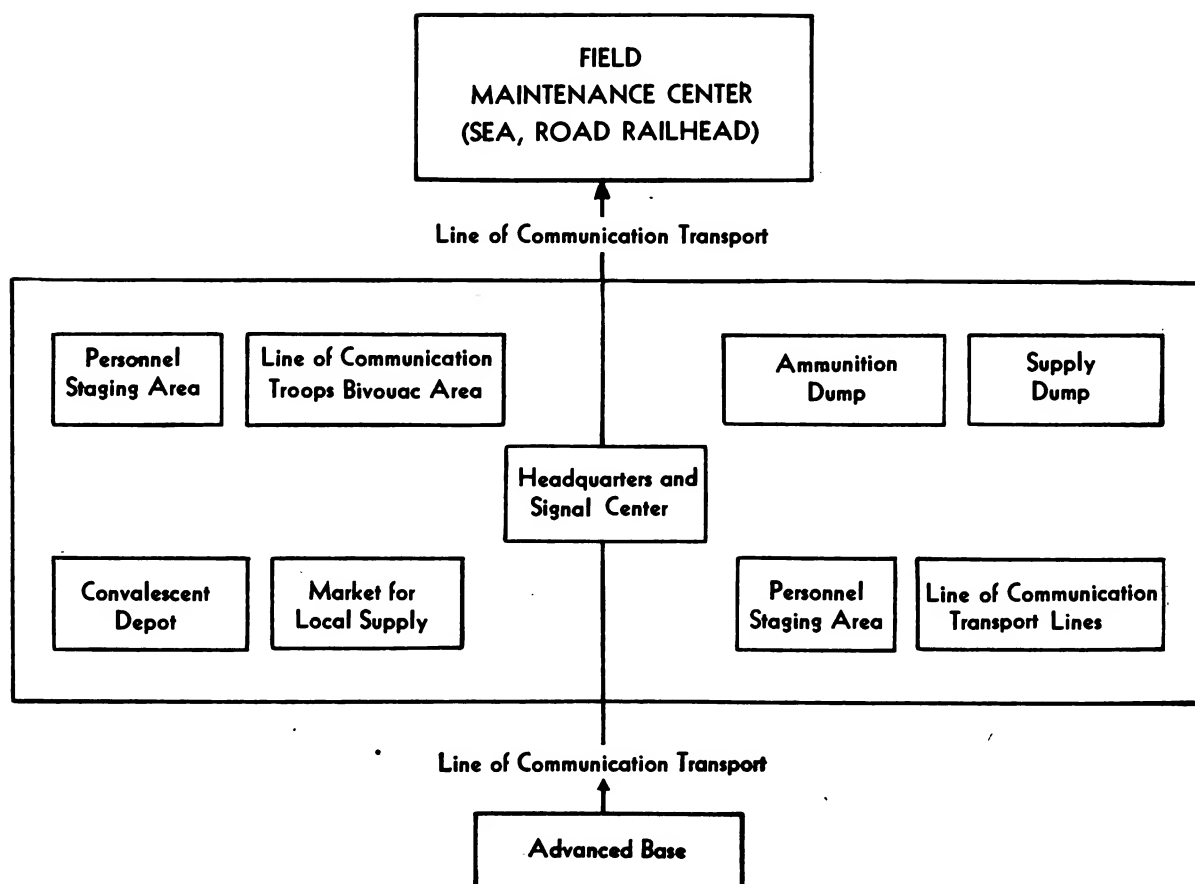 FIELD
MAINTENANCE CENTER
(SEA, ROAD RAILHEAD)
Line of Communication Transport
Personnel
Staging Area
Line of Communication
Troops Bivouac Area
Ammunition
Dump
Supply
Dump
Headquarters and
Signal Center
Convalescent
Depot
Market for
Local Supply
Personnel
Staging Area
Line of Communication
Transport Lines
Line of Communication Transport
Advanced Base